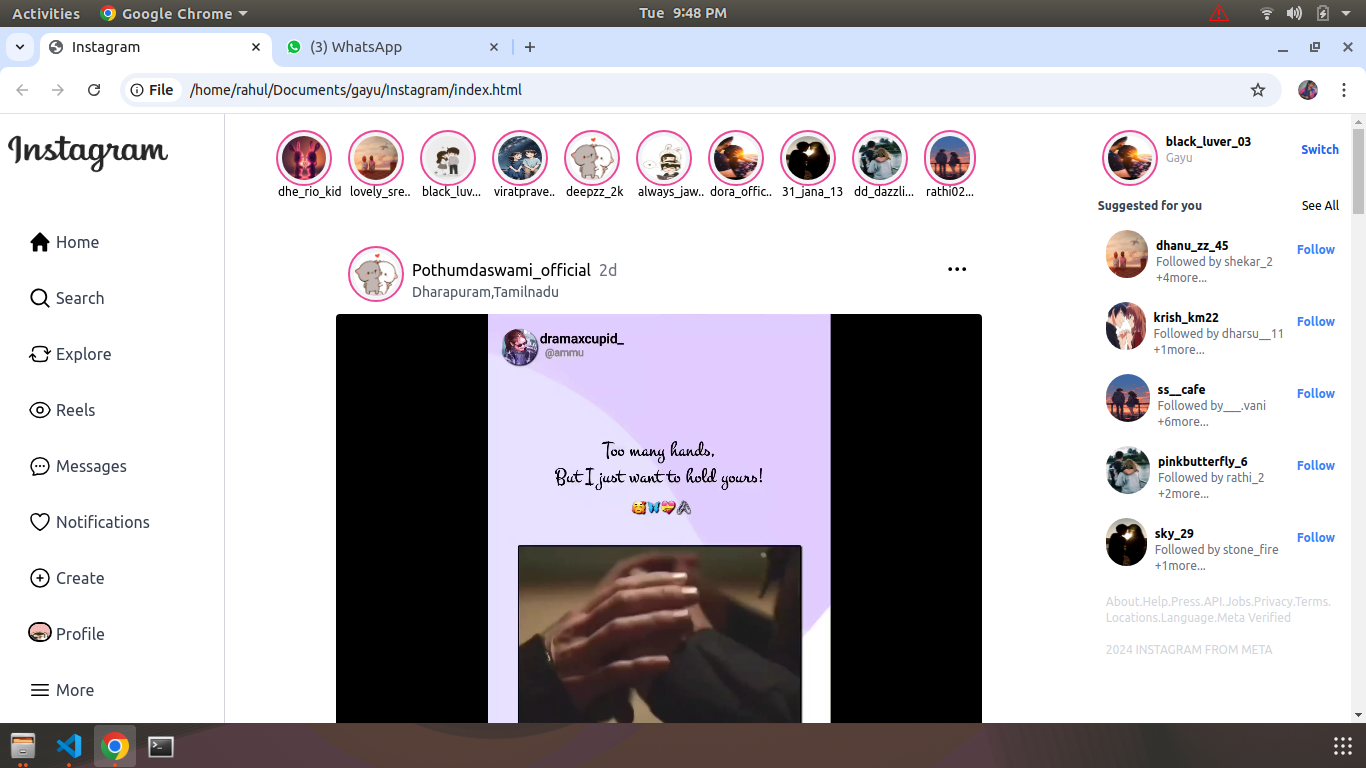 Activities Google Chrome Tue 9:48 PM
Instagram (3) WhatsApp
File /home/rahul/Documents/gayu/Instagram/index.html
Instagram
Home
Search
Explore
Reels
Messages
Notifications
Create
Profile
More
dhe_rio_kid lovely_sre.. black_luv... viratprave.. deepzz_2k always_jaw.. dora_offic.. 31_jana_13 dd_dazzli... rathi02...
Pothumdaswami_official 2d
Dharapuram,Tamilnadu
dramaxcupid_
@ammu
Too many hands,
But I just want to hold yours!
🥰🦋💝🖇
black_luver_03
Gayu
Switch
Suggested for you See All
dhanu_zz_45
Followed by shekar_2
+4more...
Follow
krish_km22
Followed by dharsu__11
+1more...
Follow
ss__cafe
Followed by___.vani
+6more...
Follow
pinkbutterfly_6
Followed by rathi_2
+2more...
Follow
sky_29
Followed by stone_fire
+1more...
Follow
About.Help.Press.API.Jobs.Privacy.Terms.
Locations.Language.Meta Verified
2024 INSTAGRAM FROM META